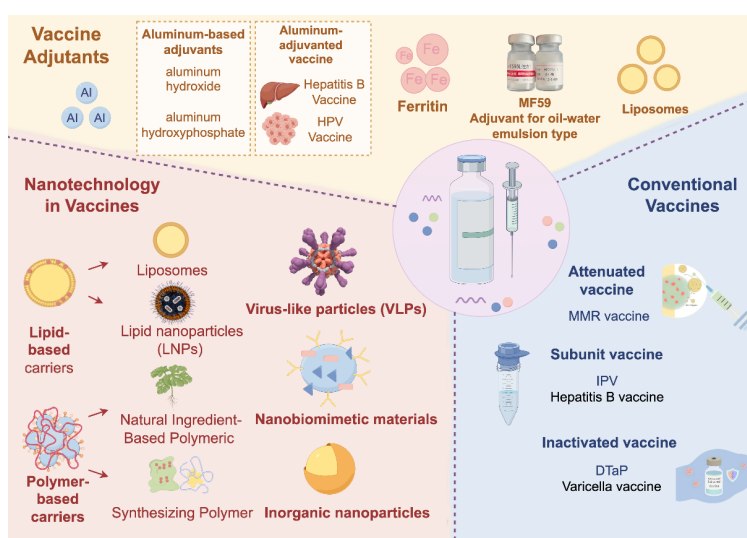 Vaccine
Adjutants
Al
Al
Al
Aluminum-based
adjuvants
aluminum
hydroxide
aluminum
hydroxyphosphate
Aluminum-
adjuvanted
vaccine
Hepatitis B
Vaccine
HPV
Vaccine
Fe
Fe
Fe
Fe
Ferritin
MF59
Adjuvant for oil-water
emulsion type
Liposomes
Nanotechnology
in Vaccines
Lipid-
based
carriers
Liposomes
Lipid nanoparticles
(LNPs)
Polymer-
based
carriers
Natural Ingredient-
Based Polymeric
Synthesizing Polymer
Virus-like particles (VLPs)
Nanobiomimetic materials
Inorganic nanoparticles
Conventional
Vaccines
Attenuated
vaccine
MMR vaccine
Subunit vaccine
IPV
Hepatitis B vaccine
Inactivated vaccine
DTaP
Varicella vaccine